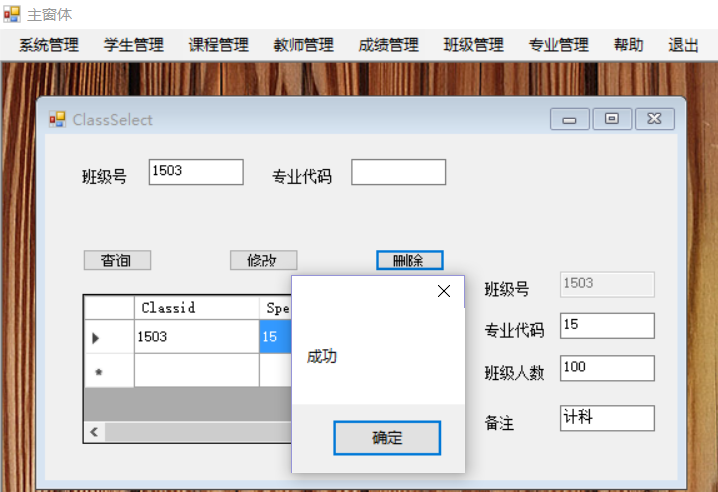 主窗体
系统管理 学生管理 课程管理 教师管理 成绩管理 班级管理 专业管理 帮助 退出
ClassSelect
班级号 1503 专业代码
查询 修改 删除
班级号 1503
Classid Spe
1503 15
专业代码 15
成功
班级人数 100
*
备注 计科
确定